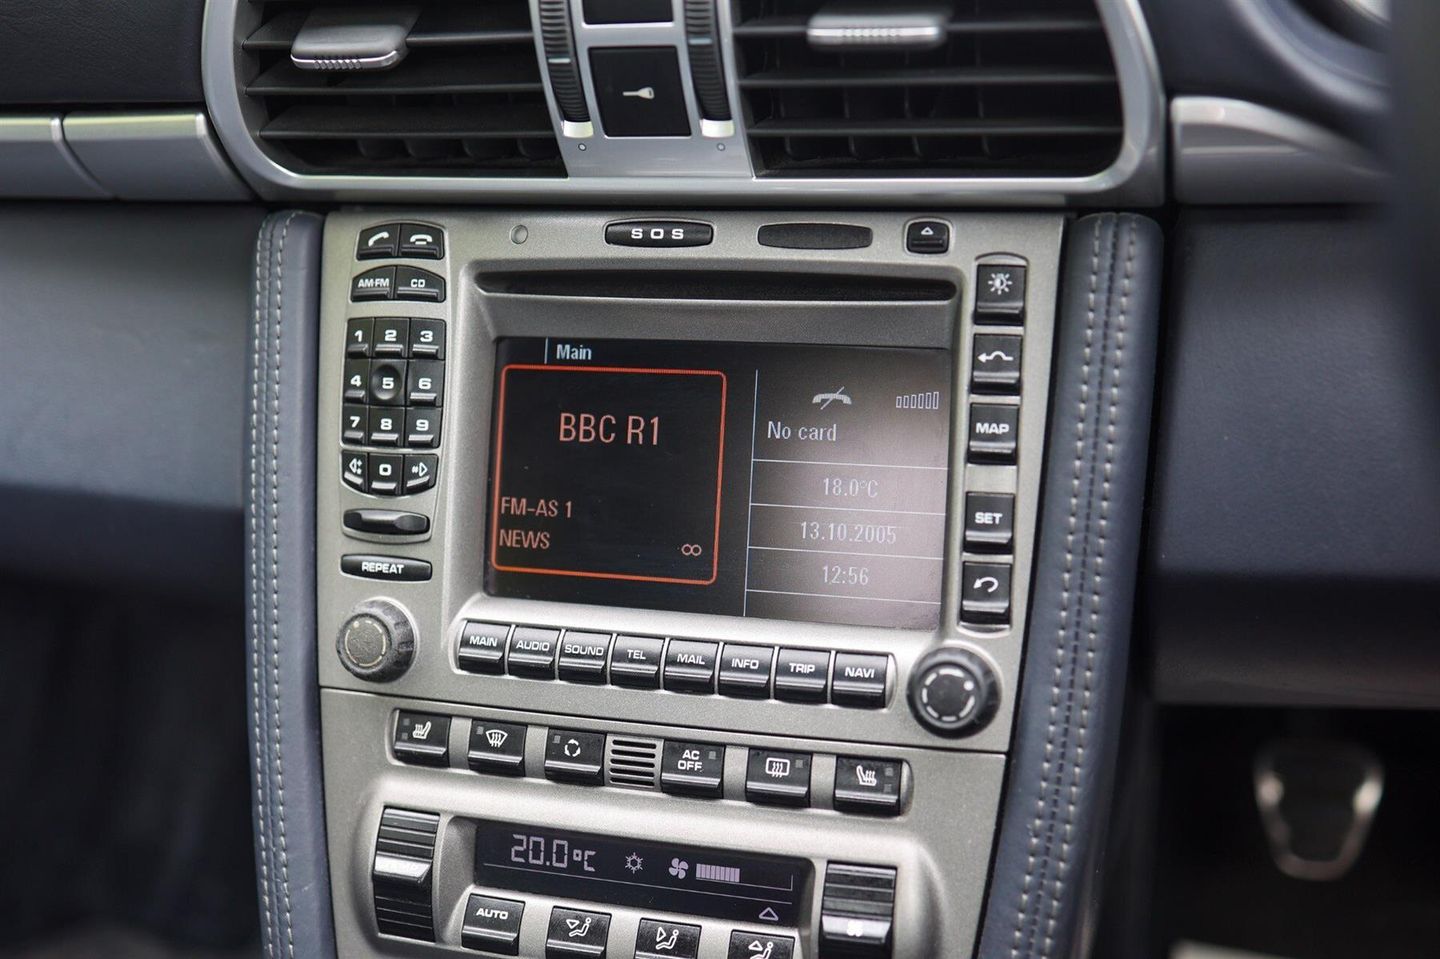 SOS
AM·FM CD
1 2 3
4 5 6
7 8 9
0 #
REPEAT
Main
BBC R1
FM-AS 1
NEWS
No card
18.0°C
13.10.2005
12:56
MAP
SET
MAIN AUDIO SOUND TEL MAIL INFO TRIP NAVI
AC
OFF
20.0°C
AUTO